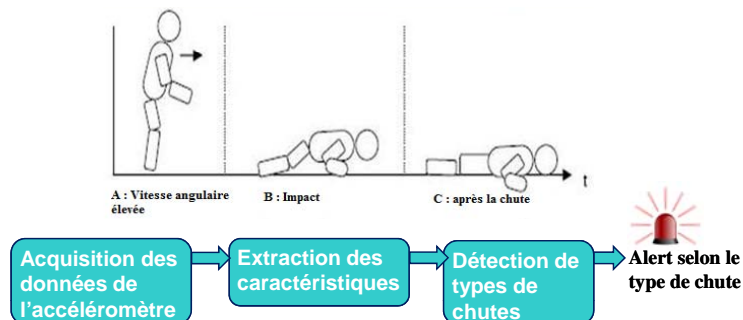 t
A : Vitesse angulaire
élevée
B : Impact
C : après la chute
Acquisition des
données de
l'accéléromètre
Extraction des
caractéristiques
Détection de
types de
chutes
Alert selon le
type de chute